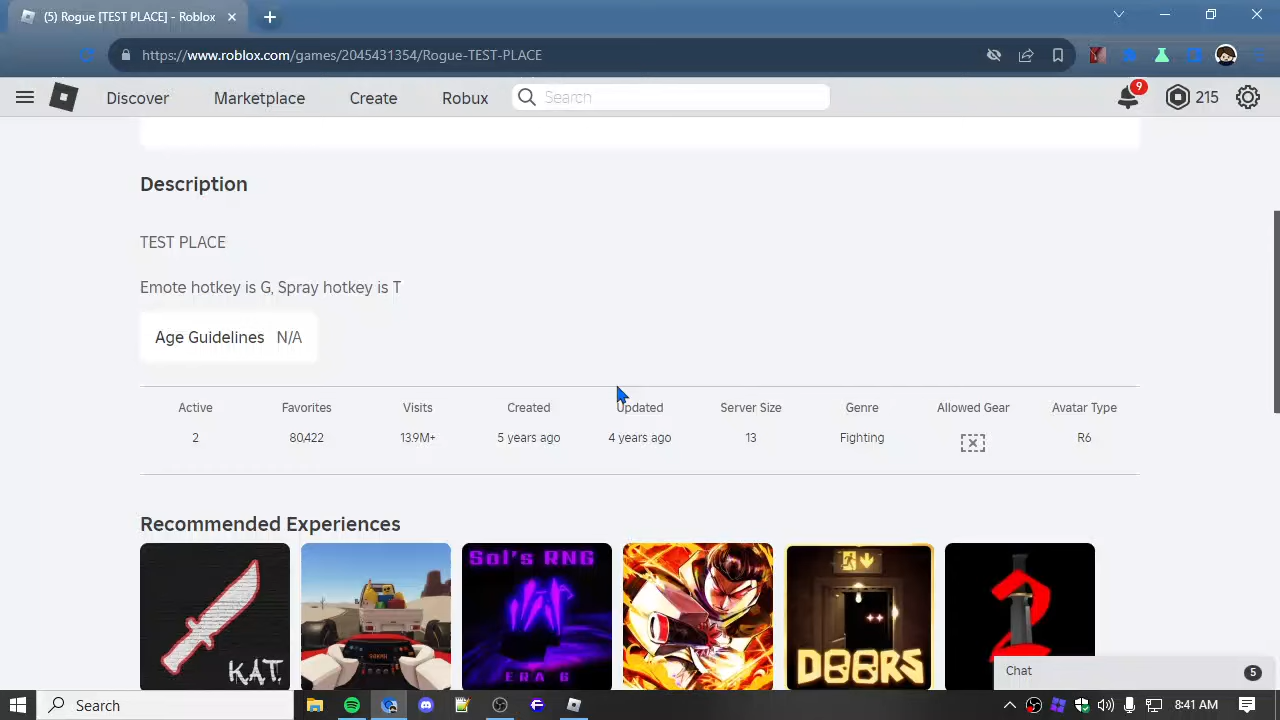 (5) Rogue [TEST PLACE] - Roblox
https://www.roblox.com/games/2045431354/Rogue-TEST-PLACE
Discover Marketplace Create Robux Search 9 215
Description
TEST PLACE
Emote hotkey is G, Spray hotkey is T
Age Guidelines N/A
Active Favorites Visits Created Updated Server Size Genre Allowed Gear Avatar Type
2 80,422 13.9M+ 5 years ago 4 years ago 13 Fighting R6
Recommended Experiences
Sol's RNG
ERA 6
K.A.T.
DOORS
2
Chat 5
Search 8:41 AM